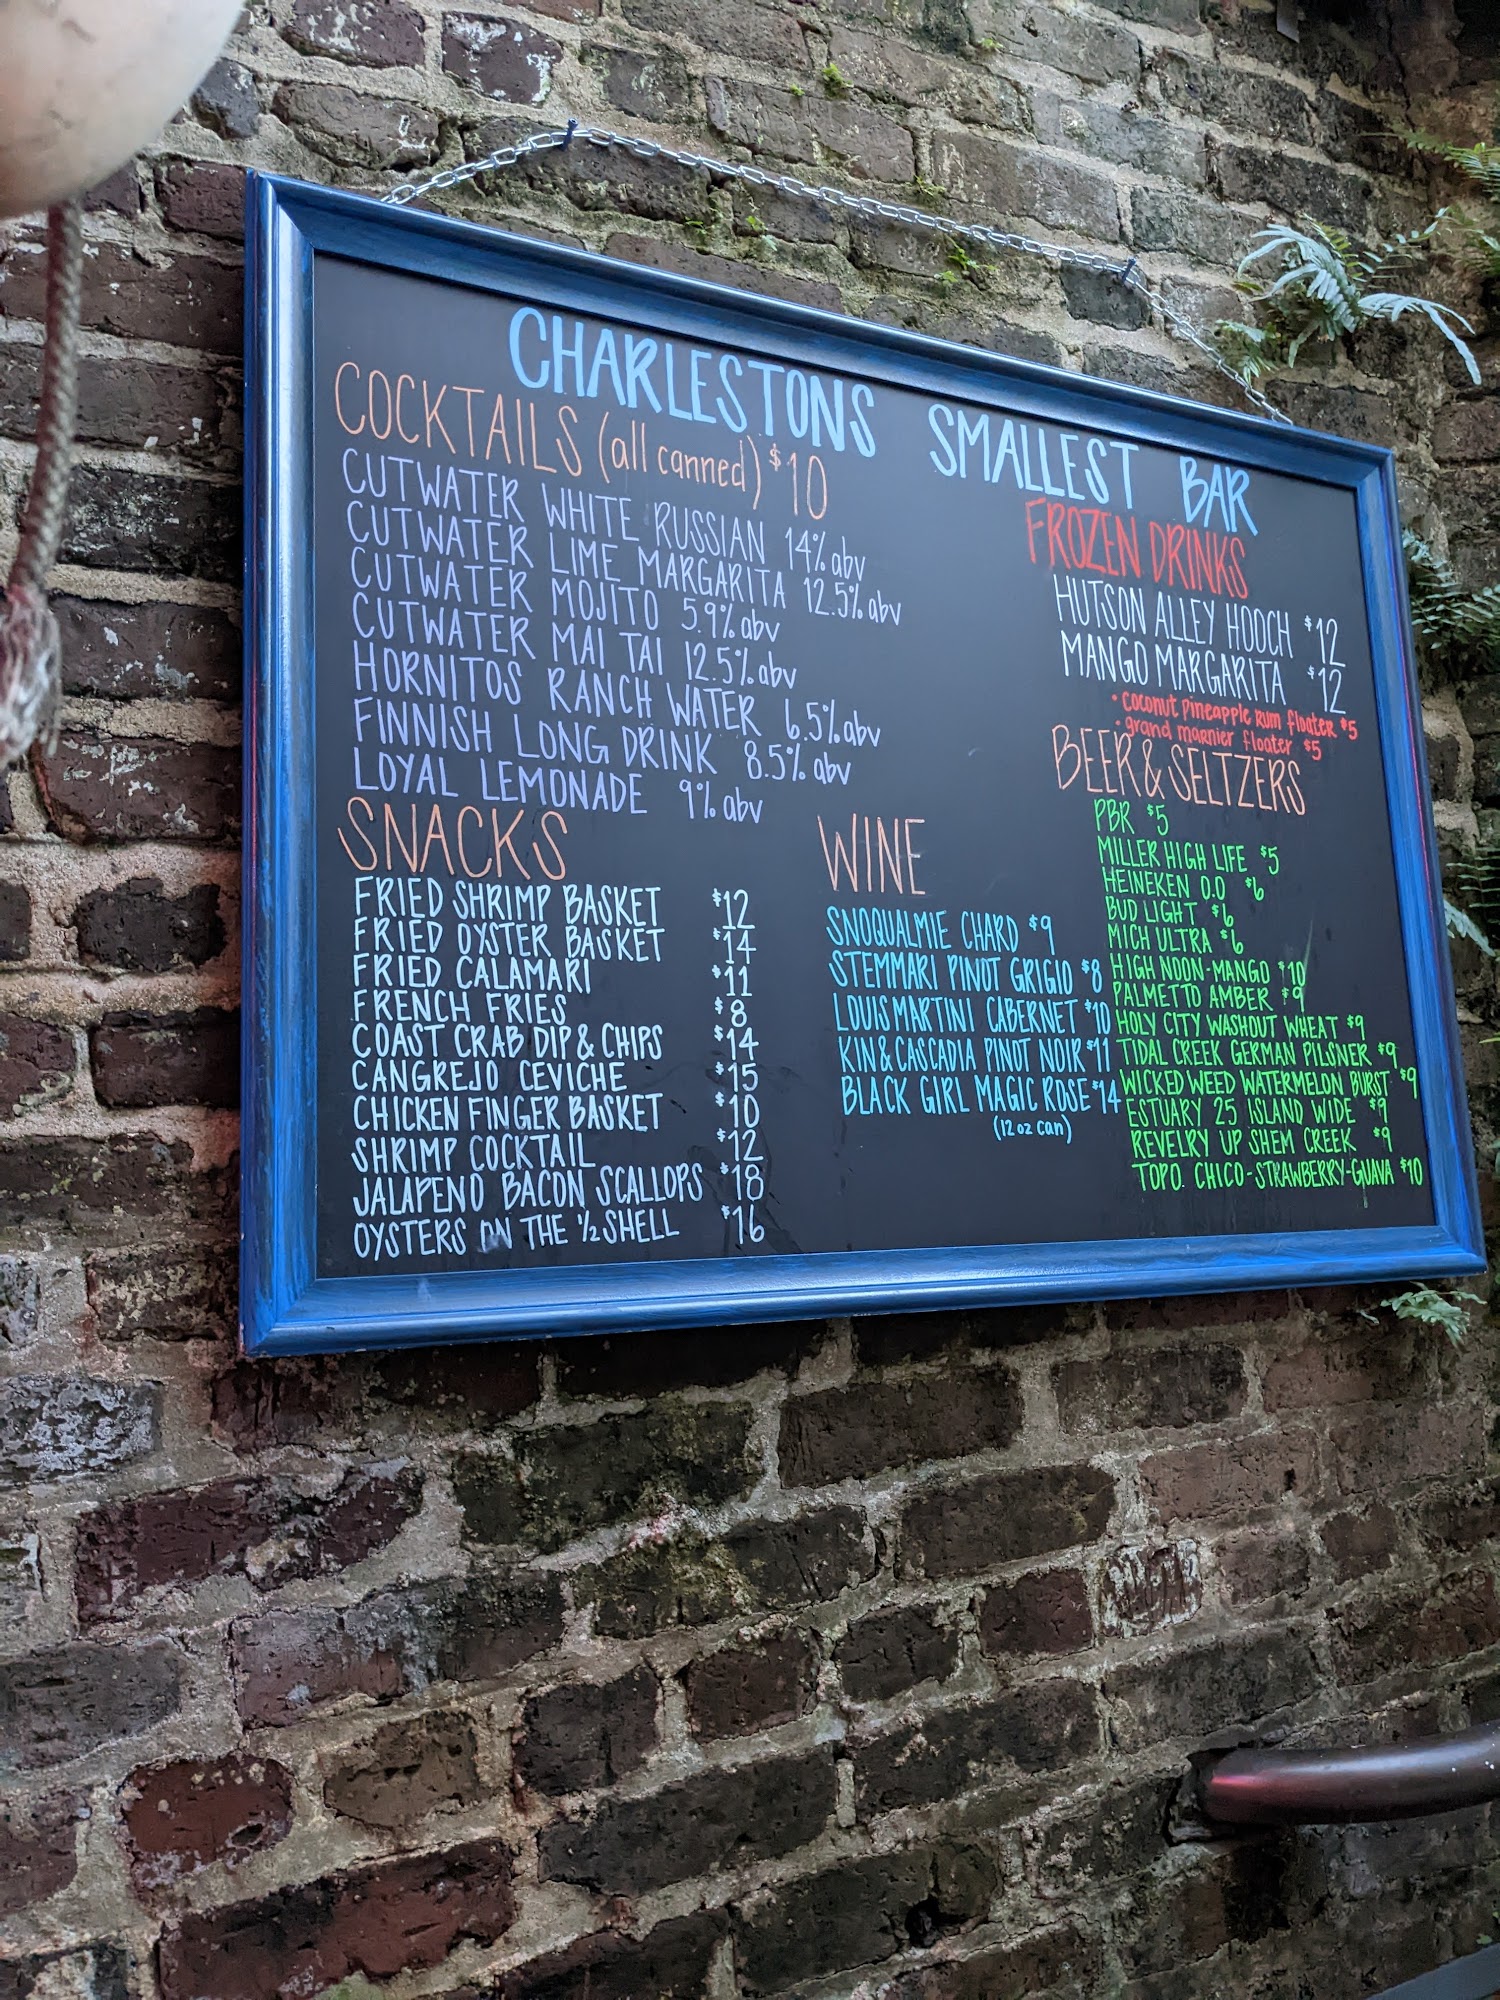 CHARLESTONS SMALLEST BAR
COCKTAILS (all canned) $10
CUTWATER WHITE RUSSIAN 14% abv
CUTWATER LIME MARGARITA 12.5% abv
CUTWATER MOJITO 5.9% abv
CUTWATER MAI TAI 12.5% abv
HORNITOS RANCH WATER 6.5% abv
FINNISH LONG DRINK 8.5% abv
LOYAL LEMONADE 9% abv
SNACKS
FRIED SHRIMP BASKET $12
FRIED OYSTER BASKET $14
FRIED CALAMARI $11
FRENCH FRIES $8
COAST CRAB DIP & CHIPS $14
CANGREJO CEVICHE $15
CHICKEN FINGER BASKET $10
SHRIMP COCKTAIL $12
JALAPENO BACON SCALLOPS $18
OYSTERS ON THE 1/2 SHELL $16
WINE
SNOQUALMIE CHARD $9
STEMMARI PINOT GRIGIO $8
LOUIS MARTINI CABERNET $10
KIN & CASCADIA PINOT NOIR $11
BLACK GIRL MAGIC ROSE $14
(12 oz can)
FROZEN DRINKS
HUTSON ALLEY HOOCH $12
MANGO MARGARITA $12
• coconut pineapple rum floater $5
• grand marnier floater $5
BEER & SELTZERS
PBR $5
MILLER HIGH LIFE $5
HEINEKEN 0.0 $6
BUD LIGHT $6
MICH ULTRA $6
HIGH NOON-MANGO $10
PALMETTO AMBER $9
HOLY CITY WASHOUT WHEAT $9
TIDAL CREEK GERMAN PILSNER $9
WICKED WEED WATERMELON BURST $9
ESTUARY 25 ISLAND WIDE $9
REVELRY UP SHEM CREEK $9
TOPO CHICO-STRAWBERRY-GUAVA $10